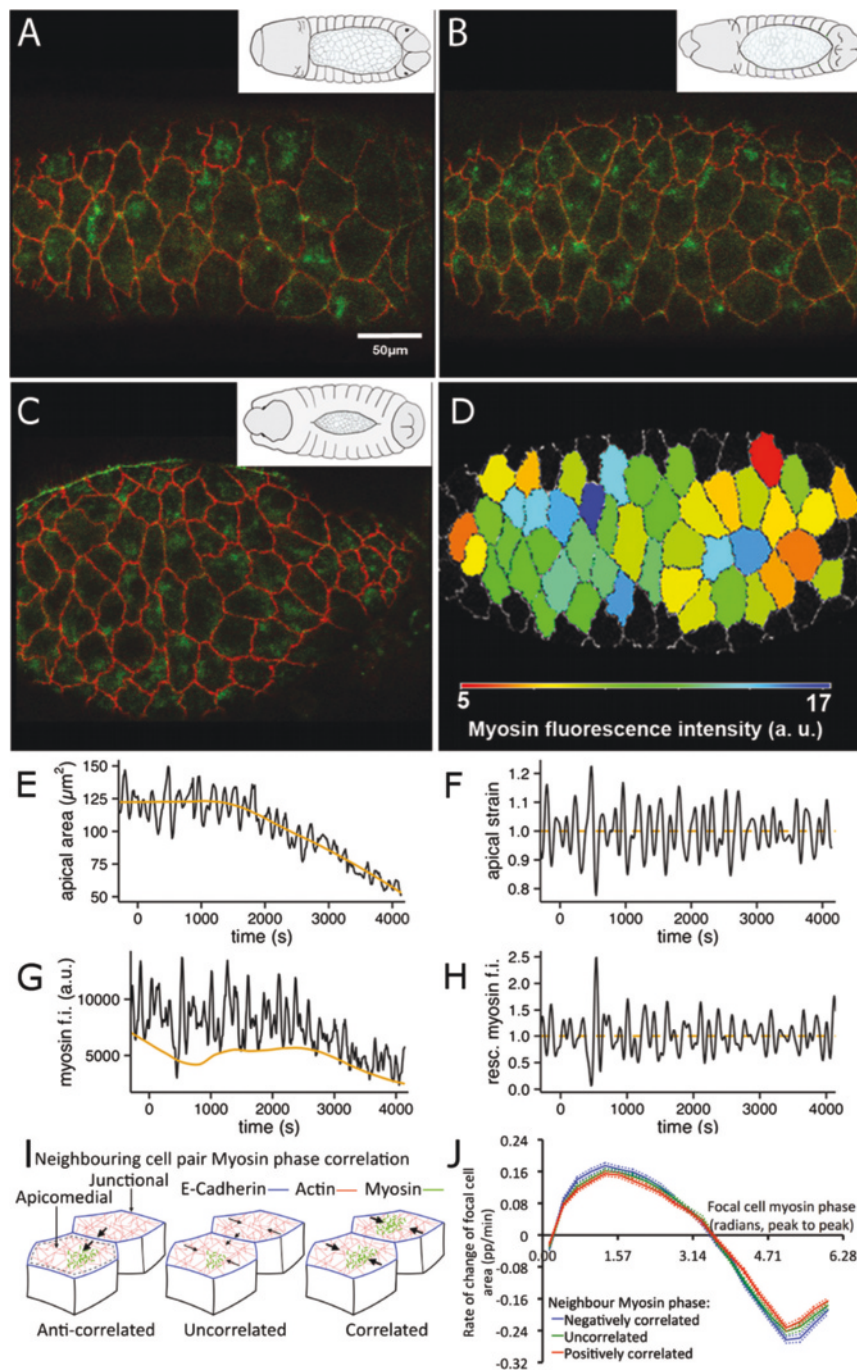 A
B
50µm
C
D
5
17
Myosin fluorescence intensity (a. u.)
E
apical area (µm²)
150
125
100
75
50
0
1000
2000
3000
4000
time (s)
F
apical strain
1.2
1.1
1.0
0.9
0.8
0
1000
2000
3000
4000
time (s)
G
myosin f.i. (a.u.)
10000
5000
0
1000
2000
3000
4000
time (s)
H
resc. myosin f.i.
2.5
2.0
1.5
1.0
0.5
0.0
0
1000
2000
3000
4000
time (s)
I
Neighbouring cell pair Myosin phase correlation
Junctional
Apicomedial
E-Cadherin
Actin
Myosin
Anti-correlated
Uncorrelated
Correlated
J
Rate of change of focal cell
area (pp/min)
0.24
0.16
0.08
0
-0.08
-0.16
-0.24
-0.32
0.00
1.57
3.14
4.71
6.28
Focal cell myosin phase
(radians, peak to peak)
Neighbour Myosin phase:
Negatively correlated
Uncorrelated
Positively correlated